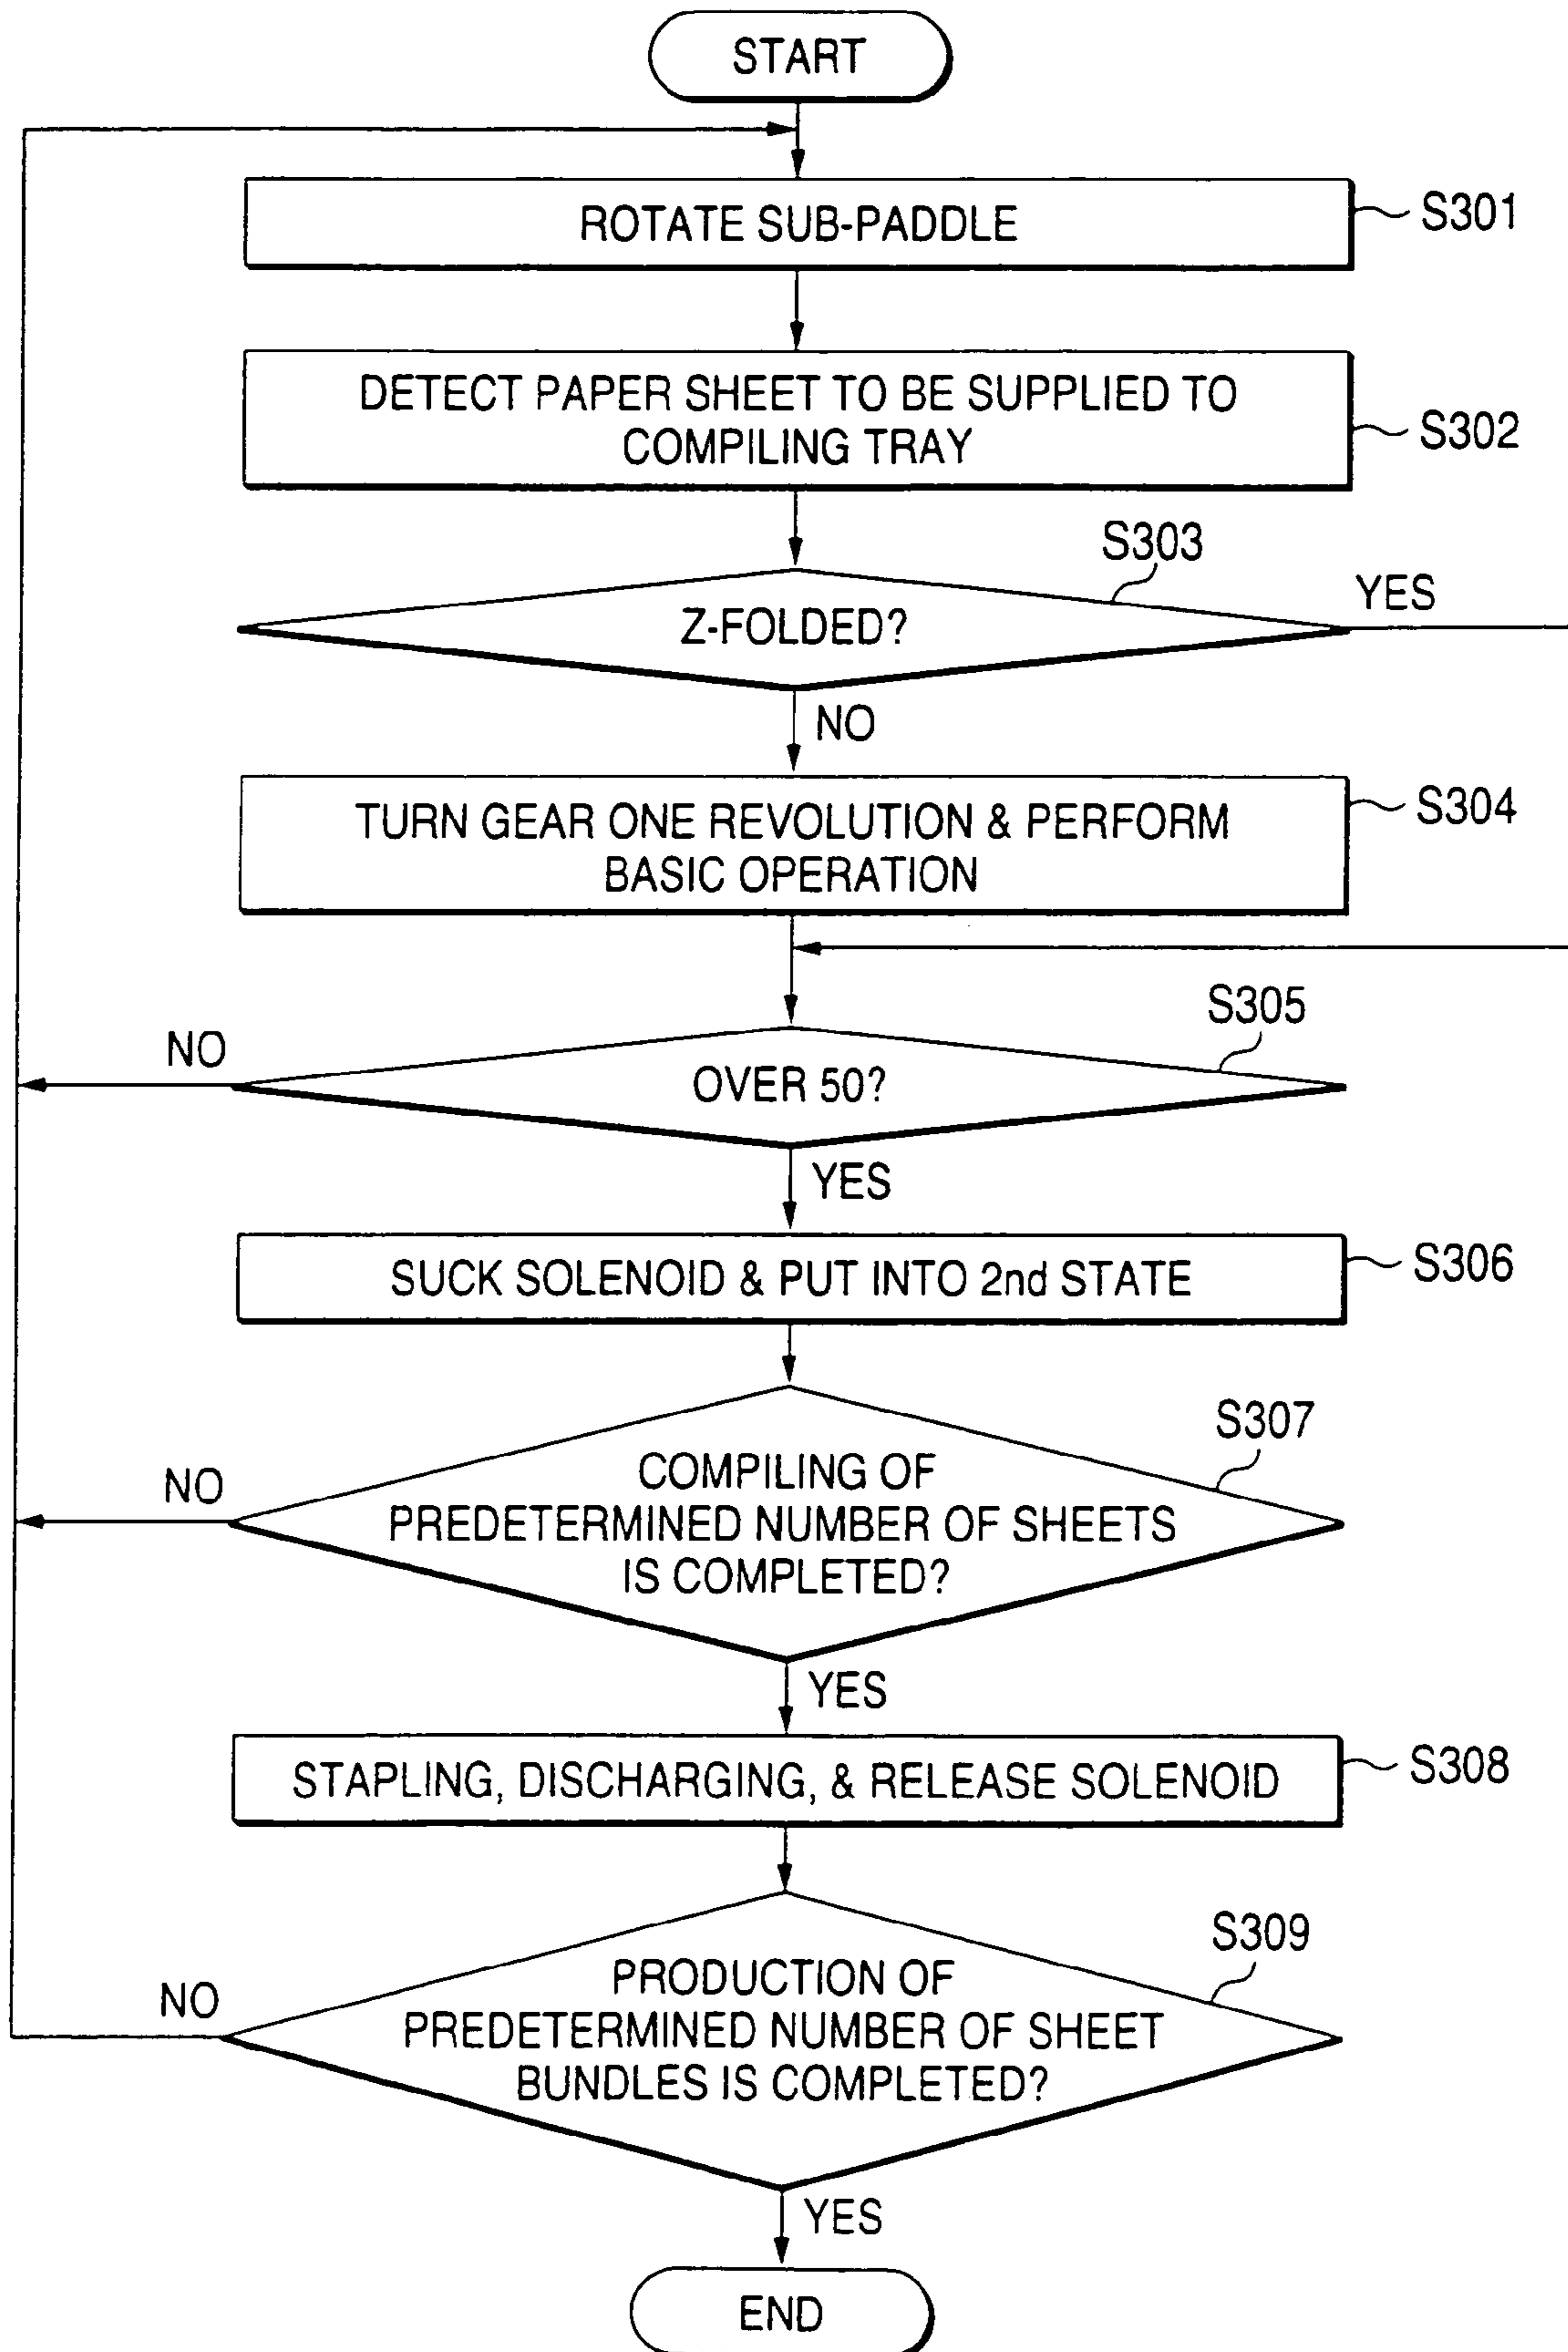 START
ROTATE SUB-PADDLE
S301
DETECT PAPER SHEET TO BE SUPPLIED TO
COMPILING TRAY
S302
S303
Z-FOLDED?
YES
NO
TURN GEAR ONE REVOLUTION & PERFORM
BASIC OPERATION
S304
S305
OVER 50?
NO
YES
SUCK SOLENOID & PUT INTO 2nd STATE
S306
S307
COMPILING OF
PREDETERMINED NUMBER OF SHEETS
IS COMPLETED?
NO
YES
STAPLING, DISCHARGING, & RELEASE SOLENOID
S308
S309
PRODUCTION OF
PREDETERMINED NUMBER OF SHEET
BUNDLES IS COMPLETED?
NO
YES
END